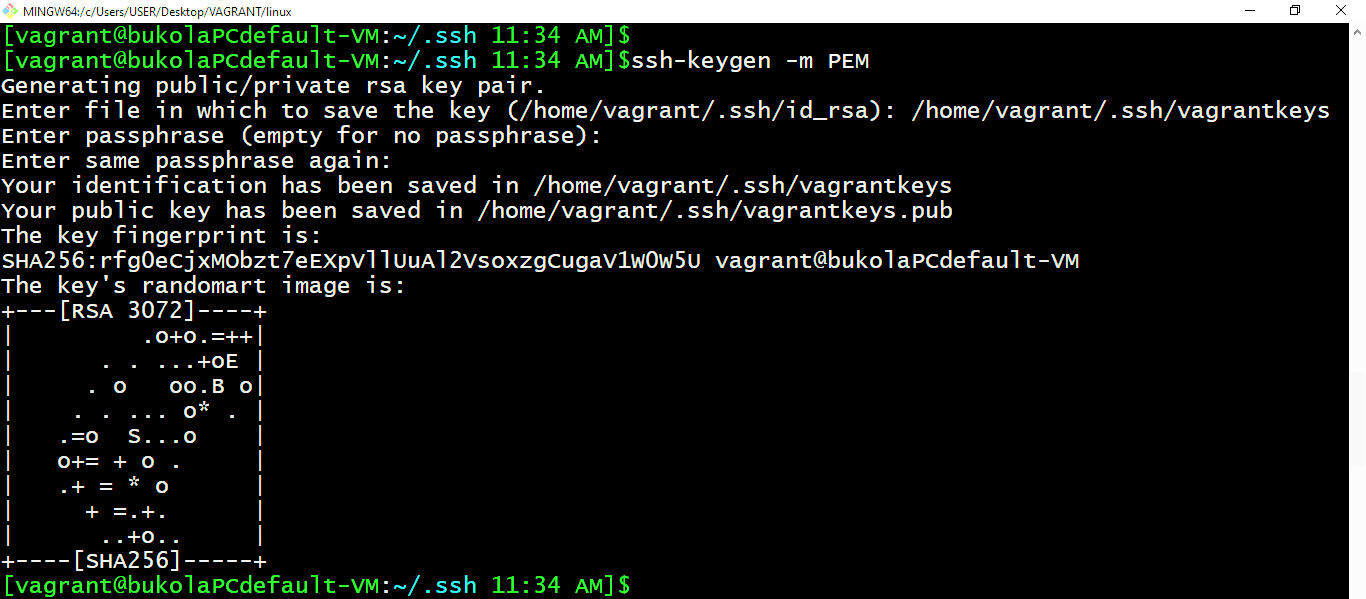 MINGW64:/c/Users/USER/Desktop/VAGRANT/linux
[vagrant@bukolaPCdefault-VM:~/.ssh 11:34 AM]$
[vagrant@bukolaPCdefault-VM:~/.ssh 11:34 AM]$ssh-keygen -m PEM
Generating public/private rsa key pair.
Enter file in which to save the key (/home/vagrant/.ssh/id_rsa): /home/vagrant/.ssh/vagrantkeys
Enter passphrase (empty for no passphrase):
Enter same passphrase again:
Your identification has been saved in /home/vagrant/.ssh/vagrantkeys
Your public key has been saved in /home/vagrant/.ssh/vagrantkeys.pub
The key fingerprint is:
SHA256:rfgOeCjxMObzt7eEXpVllUuAl2VsoxzgCugaV1WOW5U vagrant@bukolaPCdefault-VM
The key's randomart image is:
+---[RSA 3072]----+
|         .o+o.=++|
|      . . ...+oE |
|     . o   oo.B o|
|    . . ... o* . |
|   .=o  S...o    |
|   o+= + o .     |
|   .+ = * o      |
|     + =.+.      |
|      ..+o..     |
+----[SHA256]-----+
[vagrant@bukolaPCdefault-VM:~/.ssh 11:34 AM]$